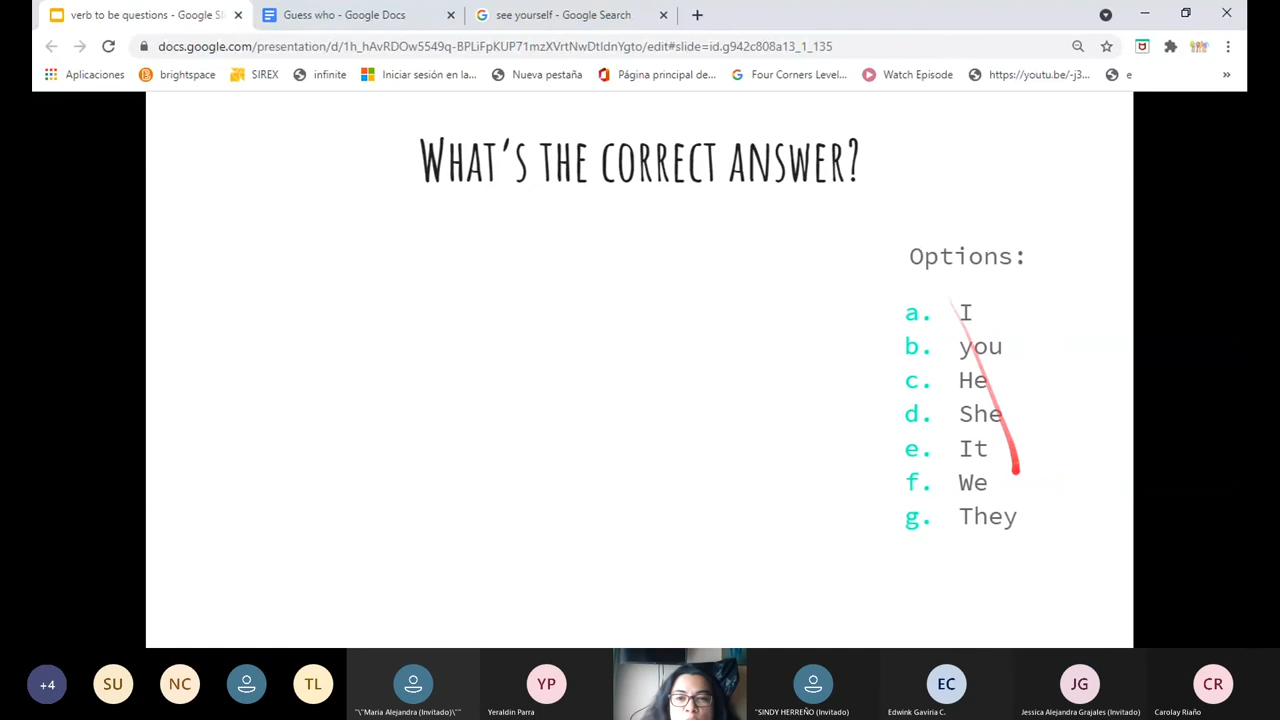 verb to be questions - Google Sl
Guess who - Google Docs
see yourself - Google Search
docs.google.com/presentation/d/1h_hAvRDOw5549q-BPLiFpKUP71mzXVrtNwDtIdnYgto/edit#slide=id.g942c808a13_1_135
Aplicaciones
brightspace
SIREX
infinite
Iniciar sesión en la...
Nueva pestaña
Página principal de...
Four Corners Level...
Watch Episode
https://youtu.be/-j3...
e
»
WHAT'S THE CORRECT ANSWER?
Options:
a. I
b. you
c. He
d. She
e. It
f. We
g. They
+4
SU
NC
TL
YP
EC
JG
CR
"\"Maria Alejandra (Invitado)\""
Yeraldin Parra
"SINDY HERREÑO (Invitado)
Edwink Gaviria C.
Jessica Alejandra Grajales (Invitado)
Carolay Riaño